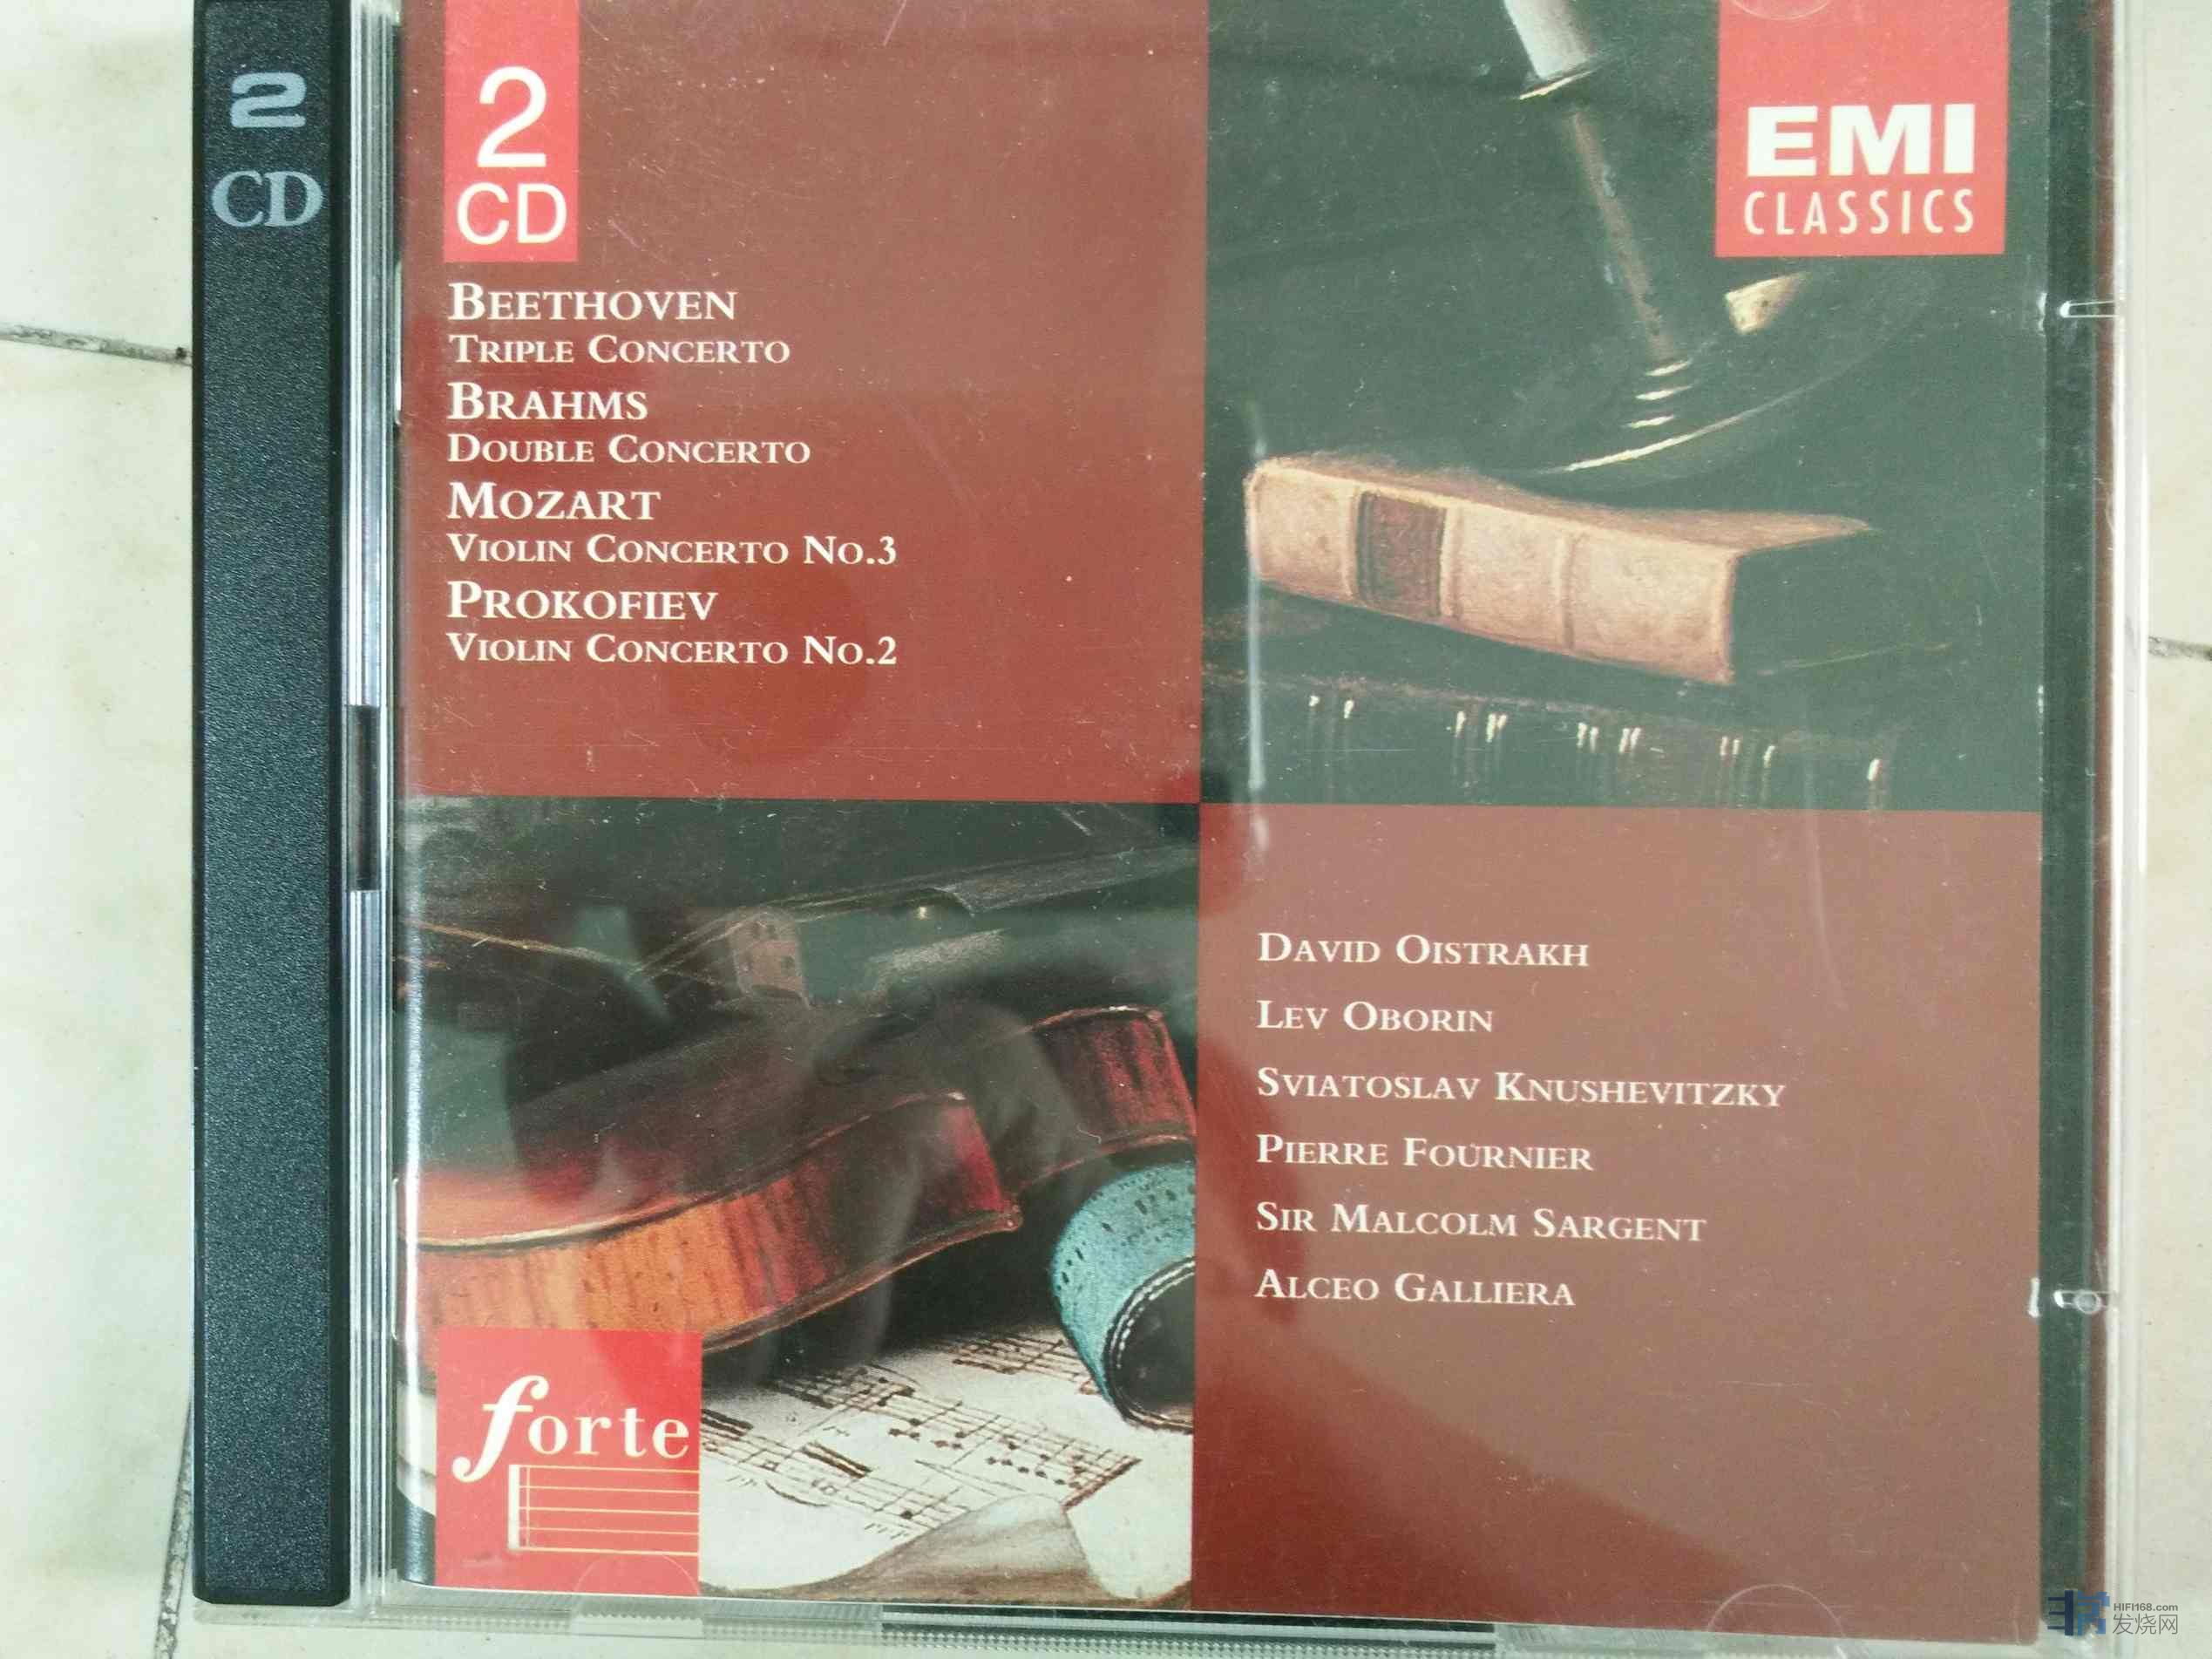 2
CD
2
CD
EMI
CLASSICS
BEETHOVEN
TRIPLE CONCERTO
BRAHMS
DOUBLE CONCERTO
MOZART
VIOLIN CONCERTO NO.3
PROKOFIEV
VIOLIN CONCERTO NO.2
DAVID OISTRAKH
LEV OBORIN
SVIATOSLAV KNUSHEVITZKY
PIERRE FOURNIER
SIR MALCOLM SARGENT
ALCEO GALLIERA
forte
HIFI168.com
发烧网